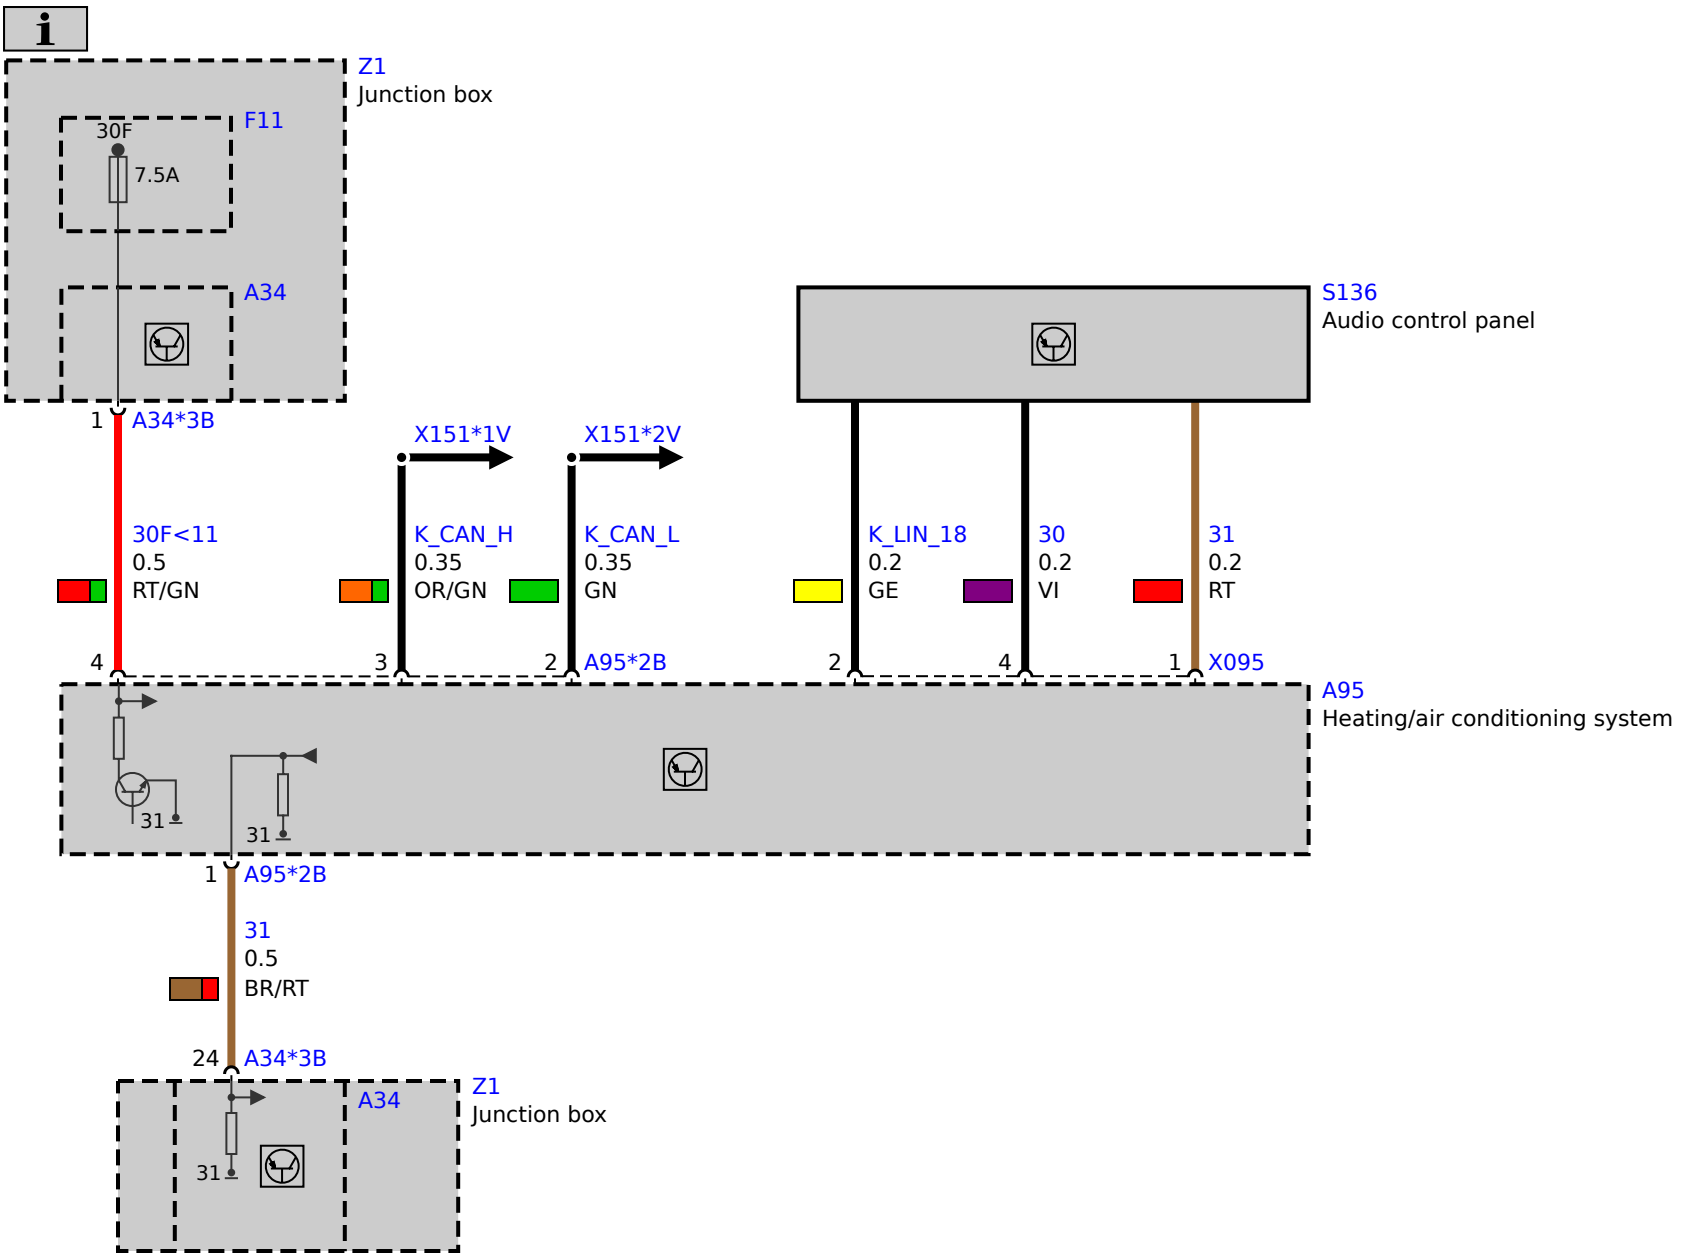 i
Z1
Junction box
F11
30F
7.5A
A34
S136
Audio control panel
1 A34*3B
X151*1V
X151*2V
30F<11
0.5
RT/GN
K_CAN_H
0.35
OR/GN
K_CAN_L
0.35
GN
K_LIN_18
0.2
GE
30
0.2
VI
31
0.2
RT
4
3
2 A95*2B
2
4
1 X095
A95
Heating/air conditioning system
31
31
1 A95*2B
31
0.5
BR/RT
24 A34*3B
Z1
Junction box
A34
31